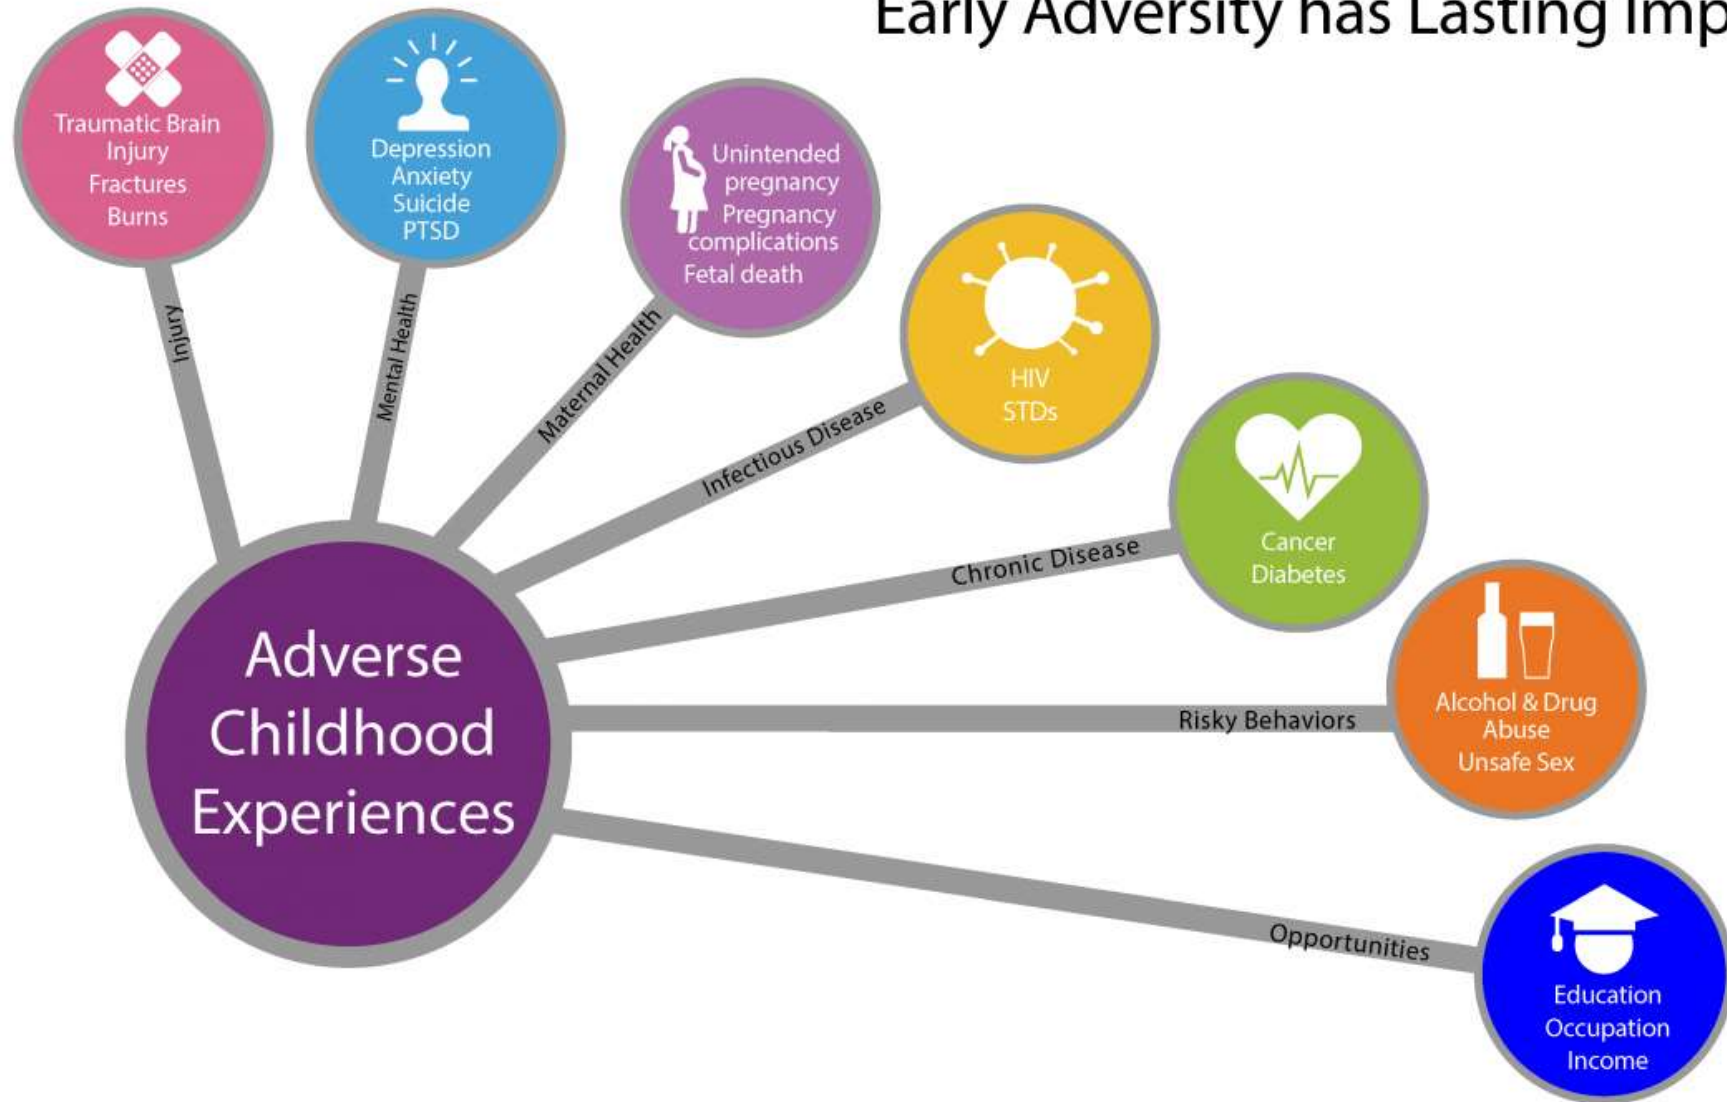 Early Adversity has Lasting Imp
Traumatic Brain
Injury
Fractures
Burns
Depression
Anxiety
Suicide
PTSD
Unintended
pregnancy
Pregnancy
complications
Fetal death
HIV
STDs
Cancer
Diabetes
Alcohol & Drug
Abuse
Unsafe Sex
Education
Occupation
Income
Injury
Mental Health
Maternal Health
Infectious Disease
Chronic Disease
Risky Behaviors
Opportunities
Adverse
Childhood
Experiences